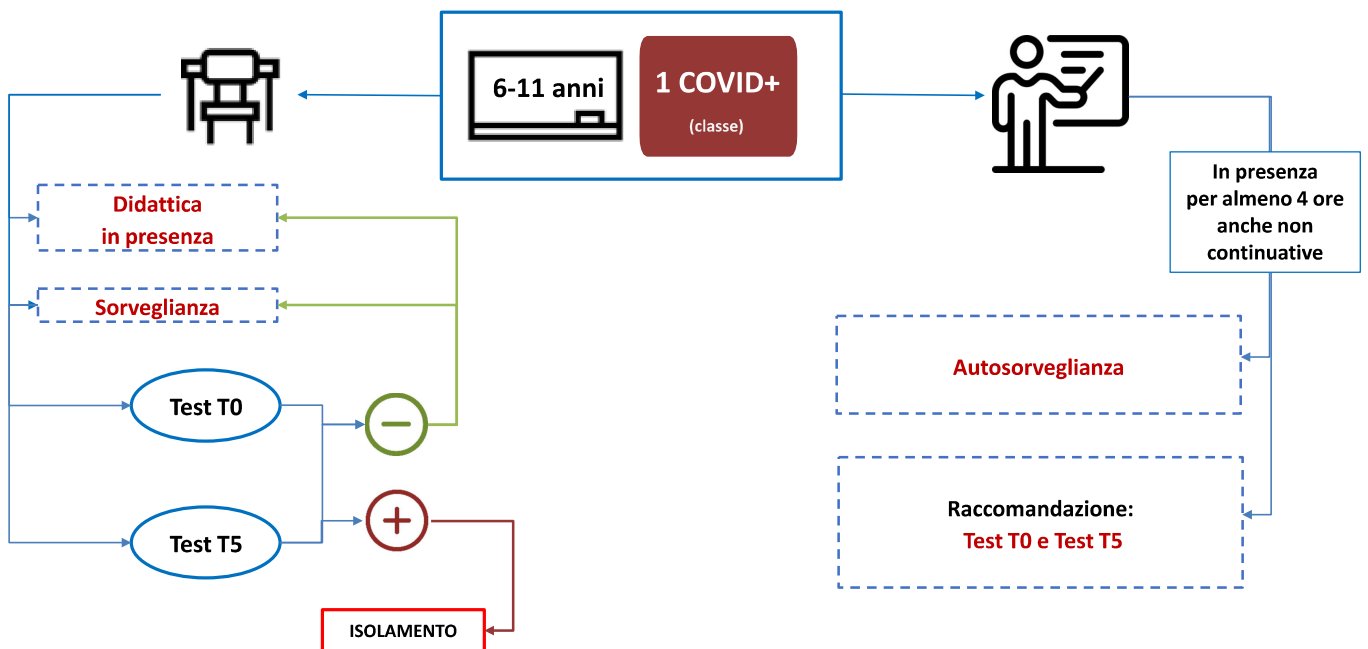 6-11 anni
1 COVID+
(classe)
In presenza
per almeno 4 ore
anche non
continuative
Didattica
in presenza
Sorveglianza
Autosorveglianza
Test T0
Test T5
Raccomandazione:
Test T0 e Test T5
ISOLAMENTO